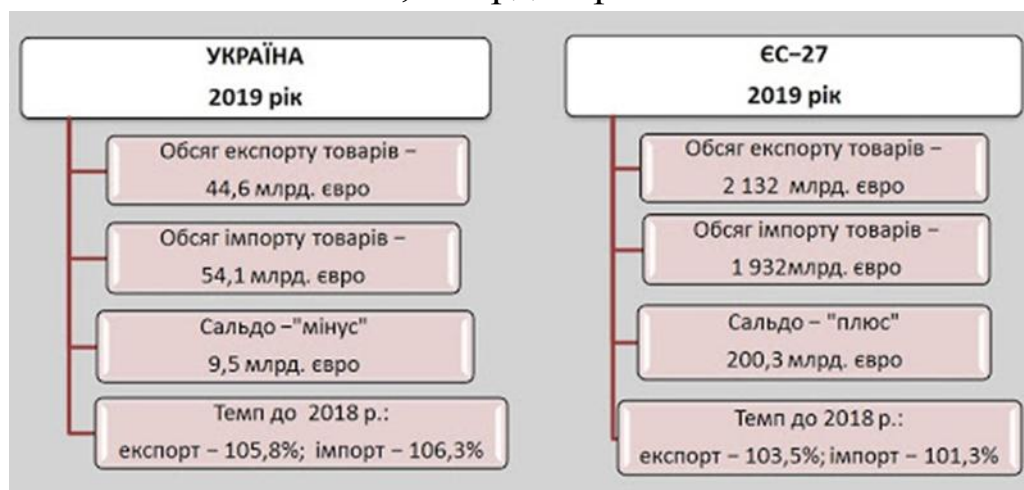 УКРАЇНА
2019 рік
Обсяг експорту товарів –
44,6 млрд. євро
Обсяг імпорту товарів –
54,1 млрд. євро
Сальдо –"мінус"
9,5 млрд. євро
Темп до 2018 р.:
експорт – 105,8%; імпорт – 106,3%
ЄС–27
2019 рік
Обсяг експорту товарів –
2 132 млрд. євро
Обсяг імпорту товарів –
1 932млрд. євро
Сальдо – "плюс"
200,3 млрд. євро
Темп до 2018 р.:
експорт – 103,5%; імпорт – 101,3%